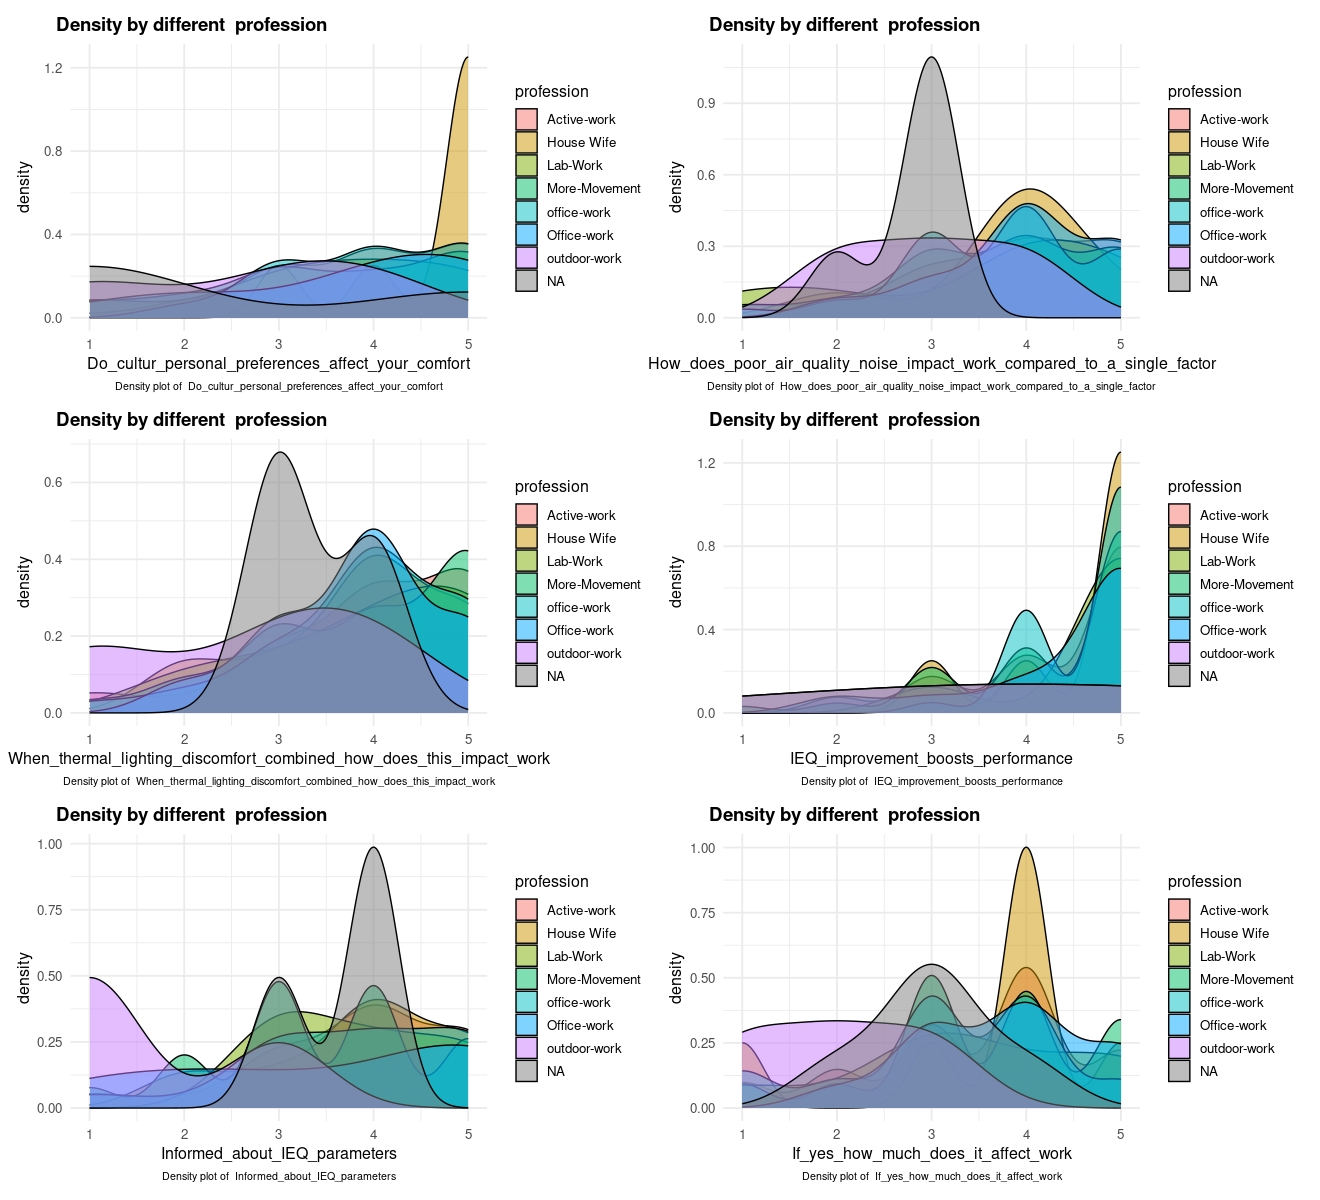 Density by different  profession
density
1.2
0.8
0.4
0.0
1 2 3 4 5
Do_cultur_personal_preferences_affect_your_comfort
Density plot of  Do_cultur_personal_preferences_affect_your_comfort
profession
Active-work
House Wife
Lab-Work
More-Movement
office-work
Office-work
outdoor-work
NA
Density by different  profession
density
0.9
0.6
0.3
0.0
1 2 3 4 5
How_does_poor_air_quality_noise_impact_work_compared_to_a_single_factor
Density plot of  How_does_poor_air_quality_noise_impact_work_compared_to_a_single_factor
profession
Active-work
House Wife
Lab-Work
More-Movement
office-work
Office-work
outdoor-work
NA
Density by different  profession
density
0.6
0.4
0.2
0.0
1 2 3 4 5
When_thermal_lighting_discomfort_combined_how_does_this_impact_work
Density plot of  When_thermal_lighting_discomfort_combined_how_does_this_impact_work
profession
Active-work
House Wife
Lab-Work
More-Movement
office-work
Office-work
outdoor-work
NA
Density by different  profession
density
1.2
0.8
0.4
0.0
1 2 3 4 5
IEQ_improvement_boosts_performance
Density plot of  IEQ_improvement_boosts_performance
profession
Active-work
House Wife
Lab-Work
More-Movement
office-work
Office-work
outdoor-work
NA
Density by different  profession
density
1.00
0.75
0.50
0.25
0.00
1 2 3 4 5
Informed_about_IEQ_parameters
Density plot of  Informed_about_IEQ_parameters
profession
Active-work
House Wife
Lab-Work
More-Movement
office-work
Office-work
outdoor-work
NA
Density by different  profession
density
1.00
0.75
0.50
0.25
0.00
1 2 3 4 5
If_yes_how_much_does_it_affect_work
Density plot of  If_yes_how_much_does_it_affect_work
profession
Active-work
House Wife
Lab-Work
More-Movement
office-work
Office-work
outdoor-work
NA